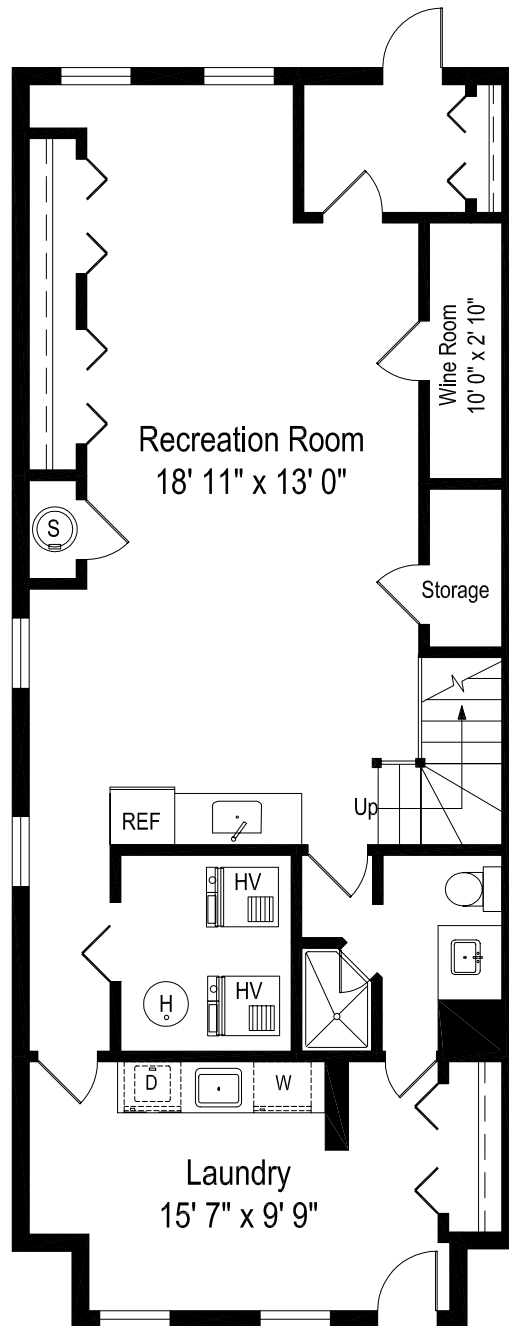 Wine Room
10' 0" x 2' 10"
Recreation Room
18' 11" x 13' 0"
S
Storage
Up
REF
HV
HV
H
D
W
Laundry
15' 7" x 9' 9"